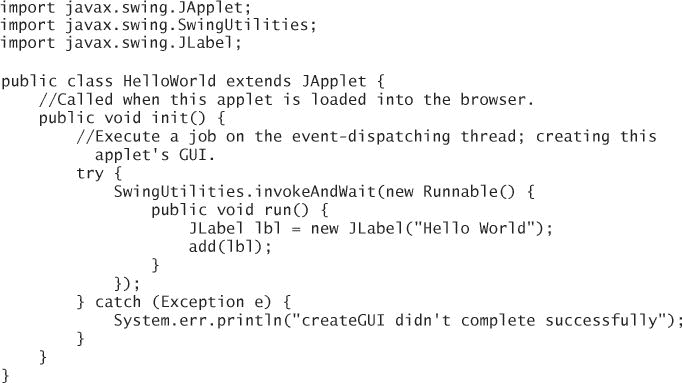 import javax.swing.JApplet;
import javax.swing.SwingUtilities;
import javax.swing.JLabel;

public class HelloWorld extends JApplet {
    //Called when this applet is loaded into the browser.
    public void init() {
        //Execute a job on the event-dispatching thread; creating this
          applet's GUI.
        try {
            SwingUtilities.invokeAndWait(new Runnable() {
                public void run() {
                    JLabel lbl = new JLabel("Hello World");
                    add(lbl);
                }
            });
        } catch (Exception e) {
            System.err.println("createGUI didn't complete successfully");
        }
    }
}